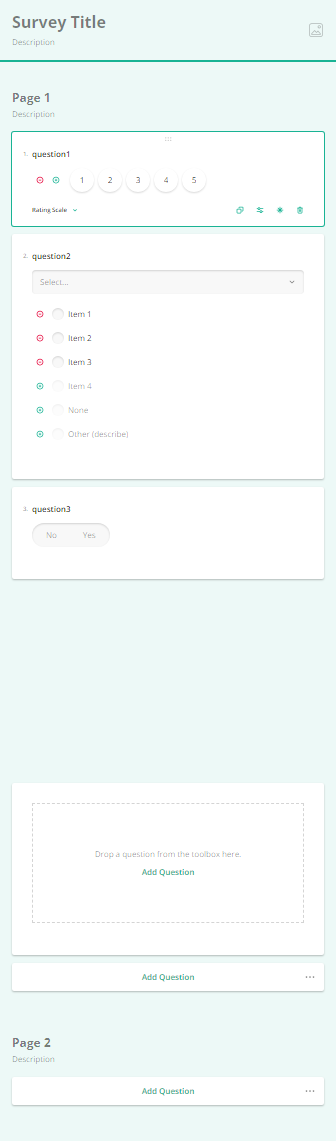 Survey Title
Description
Page 1
Description
1. question1
1 2 3 4 5
Rating Scale
2. question2
Select...
Item 1
Item 2
Item 3
Item 4
None
Other (describe)
3. question3
No Yes
Drop a question from the toolbox here.
Add Question
Add Question
Page 2
Description
Add Question